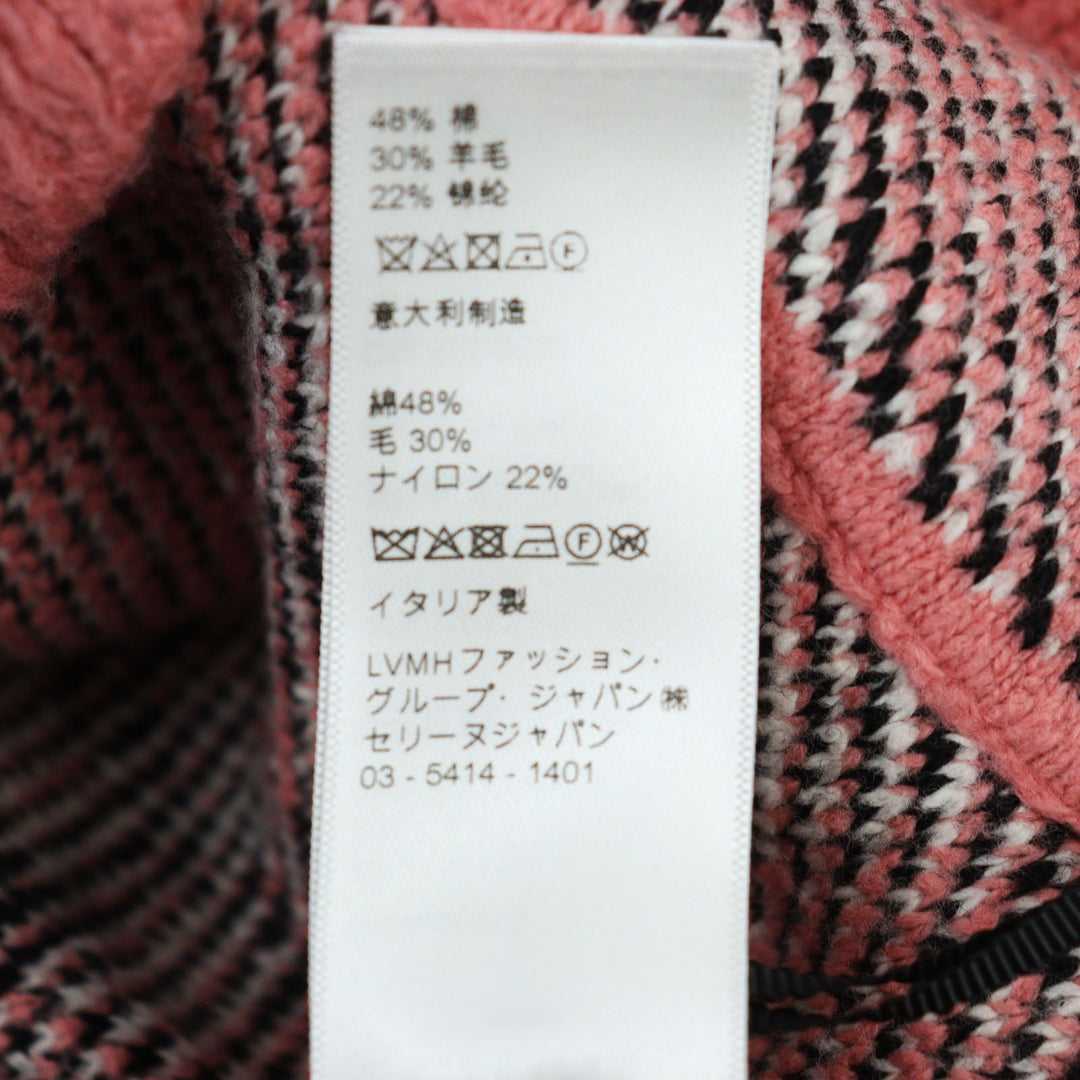 48% 棉
30% 羊毛
22% 锦纶
意大利制造
綿48%
毛 30%
ナイロン 22%
イタリア製
LVMHファッション・
グループ・ジャパン㈱
セリーヌジャパン
03 - 5414 - 1401